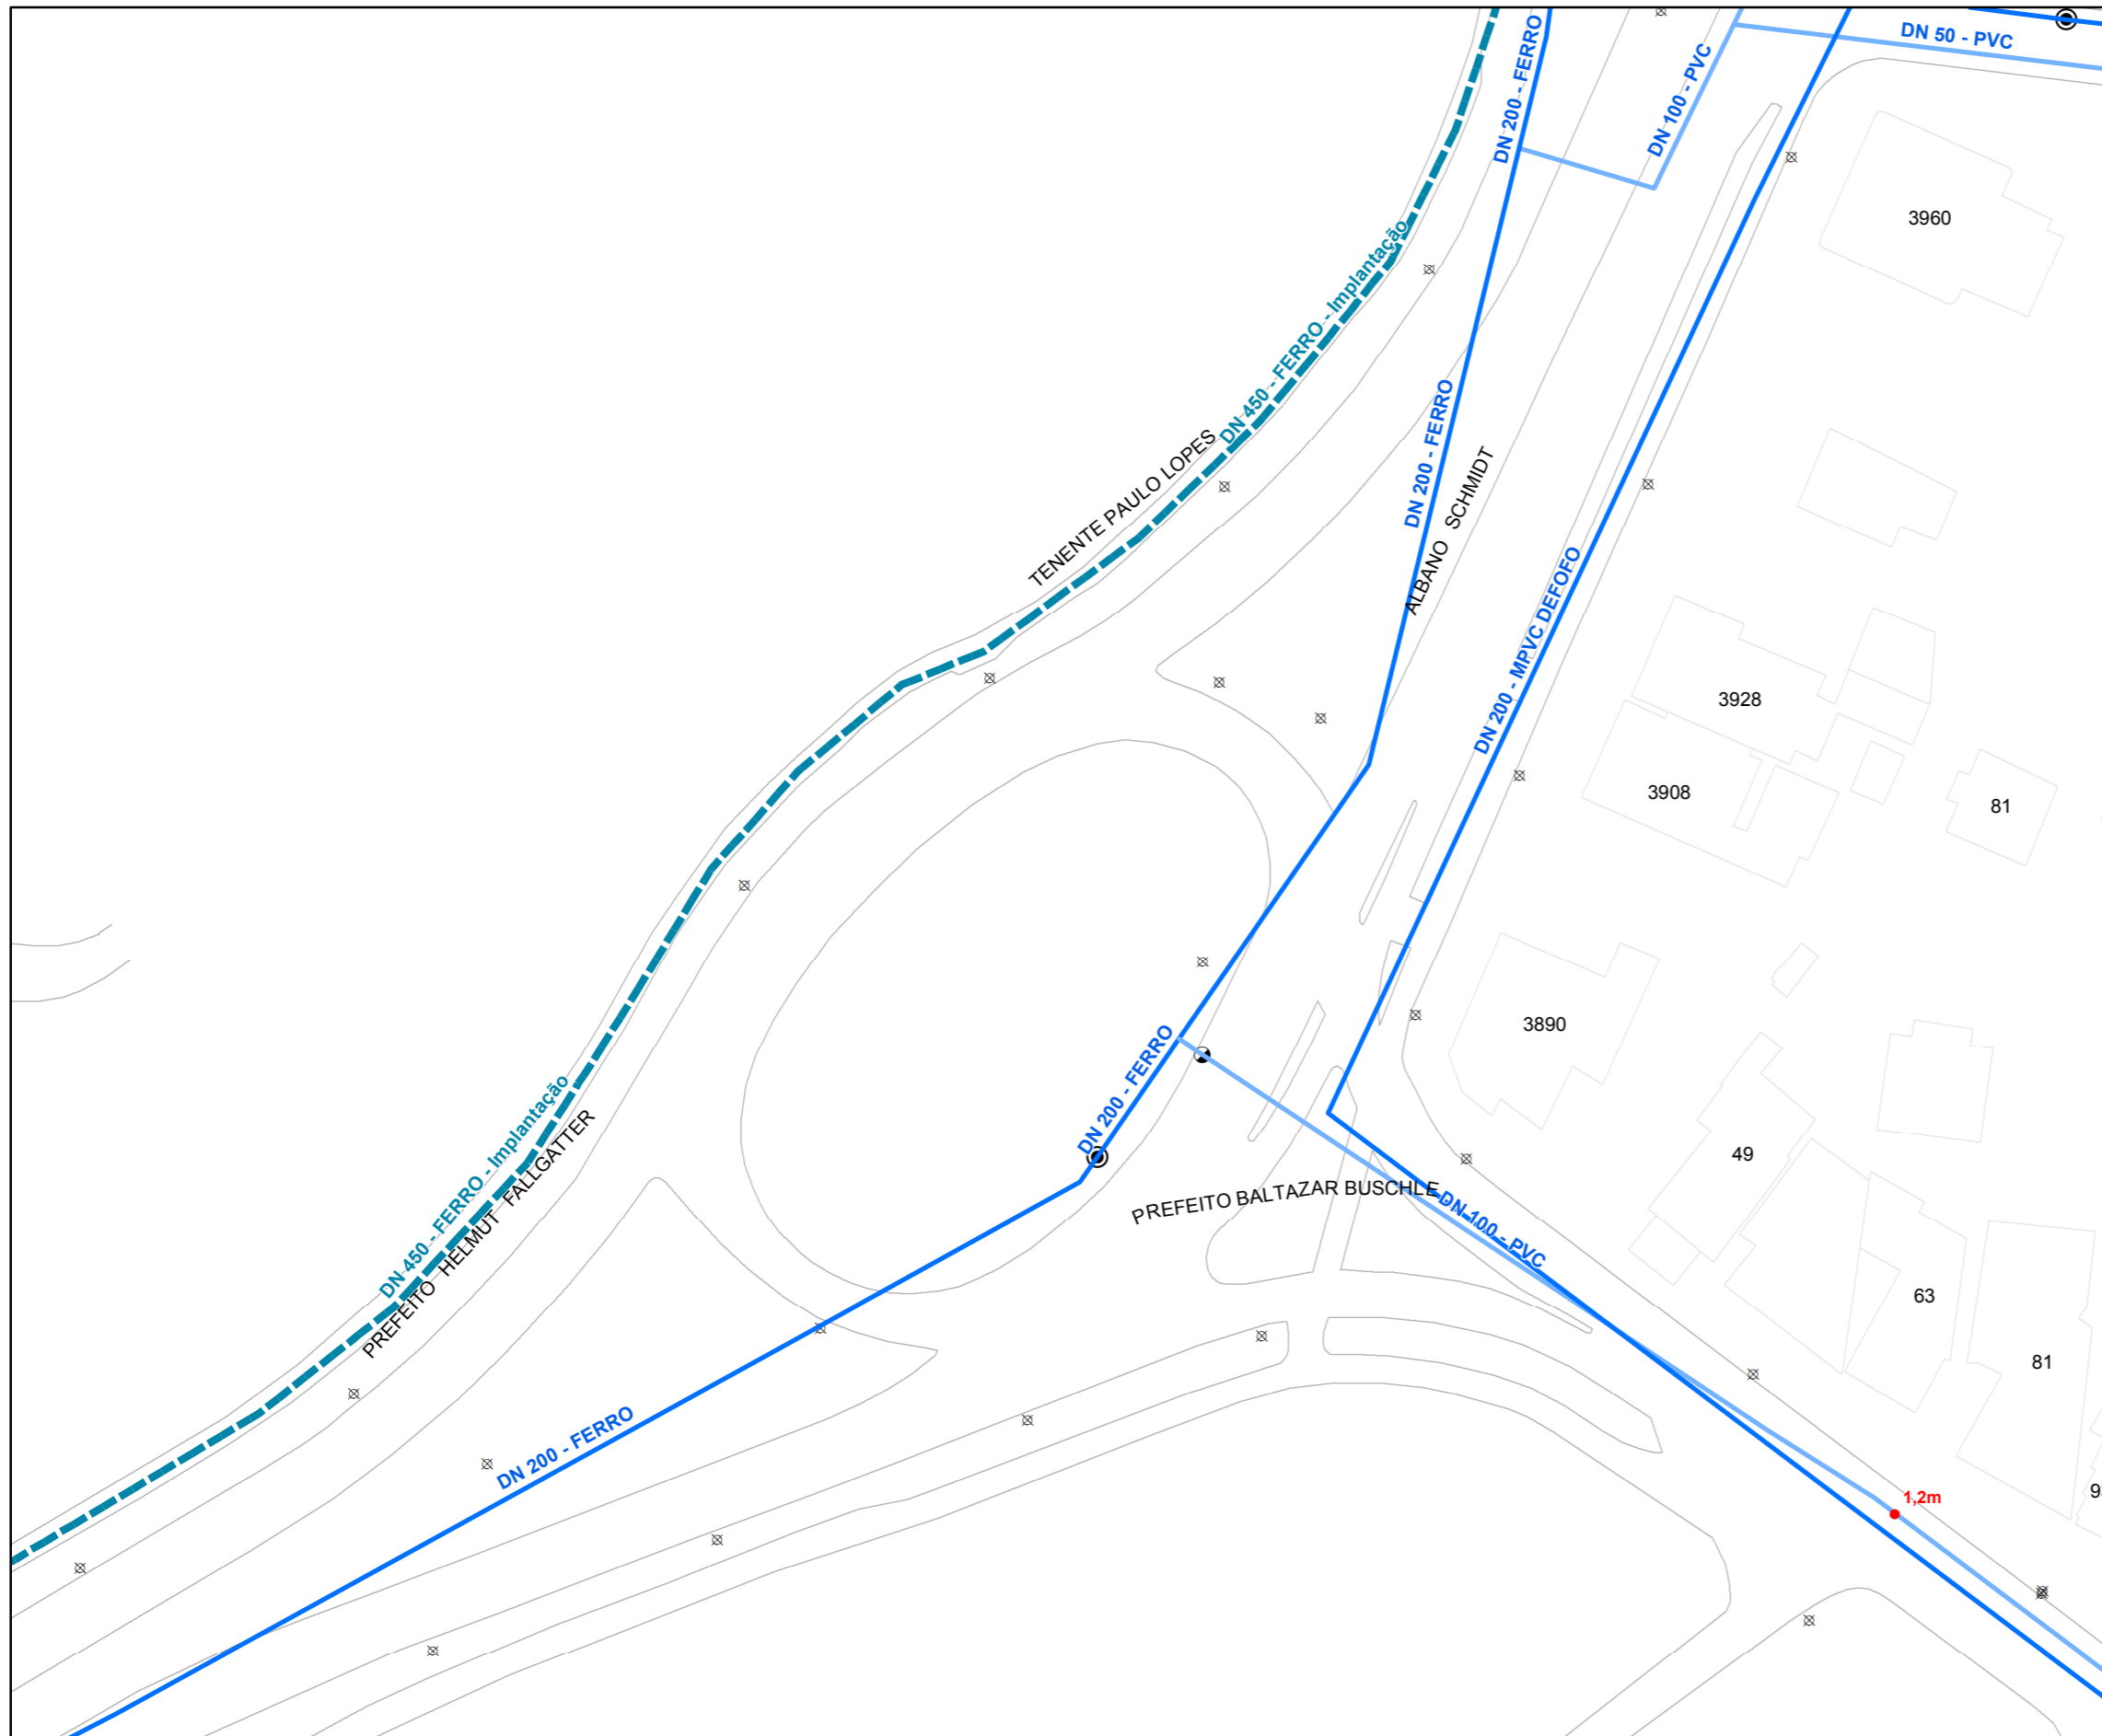 DN 50 - PVC
DN 200 - FERRO
DN 100 - PVC
3960
DN 450 - FERRO - Implantação
TENENTE PAULO LOPES
DN 200 - FERRO
ALBANO SCHMIDT
DN 200 - MPVC DEFOFO
3928
3908
81
3890
DN 200 - FERRO
49
DN 450 - FERRO - Implantação
PREFEITO HELMUT FALLGATTER
PREFEITO BALTAZAR BUSCHLE
DN 100 - PVC
63
81
DN 200 - FERRO
1,2m